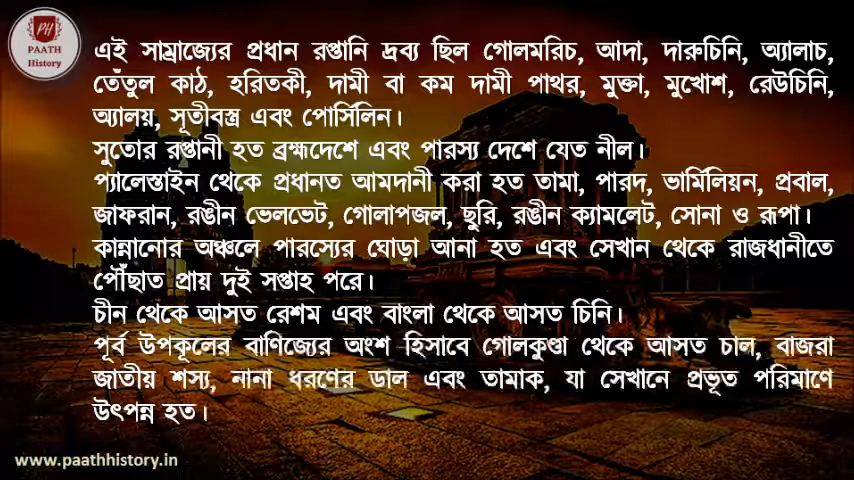 PH
PAATH
History
এই সাম্রাজ্যের প্রধান রপ্তানি দ্রব্য ছিল গোলমরিচ, আদা, দারুচিনি, অ্যালাচ,
তেঁতুল কাঠ, হরিতকী, দামী বা কম দামী পাথর, মুক্তা, মুখোশ, রেউচিনি,
অ্যালয়, সূতীবস্ত্র এবং পোর্সিলিন।
সুতোর রপ্তানী হত ব্রহ্মদেশে এবং পারস্য দেশে যেত নীল।
প্যালেস্তাইন থেকে প্রধানত আমদানী করা হত তামা, পারদ, ভার্মিলিয়ন, প্রবাল,
জাফরান, রঙীন ভেলভেট, গোলাপজল, ছুরি, রঙীন ক্যামলেট, সোনা ও রূপা।
কান্নানোর অঞ্চলে পারস্যের ঘোড়া আনা হত এবং সেখান থেকে রাজধানীতে
পৌঁছাত প্রায় দুই সপ্তাহ পরে।
চীন থেকে আসত রেশম এবং বাংলা থেকে আসত চিনি।
পূর্ব উপকূলের বাণিজ্যের অংশ হিসাবে গোলকুণ্ডা থেকে আসত চাল, বাজরা
জাতীয় শস্য, নানা ধরণের ডাল এবং তামাক, যা সেখানে প্রভূত পরিমাণে
উৎপন্ন হত।
www.paathhistory.in